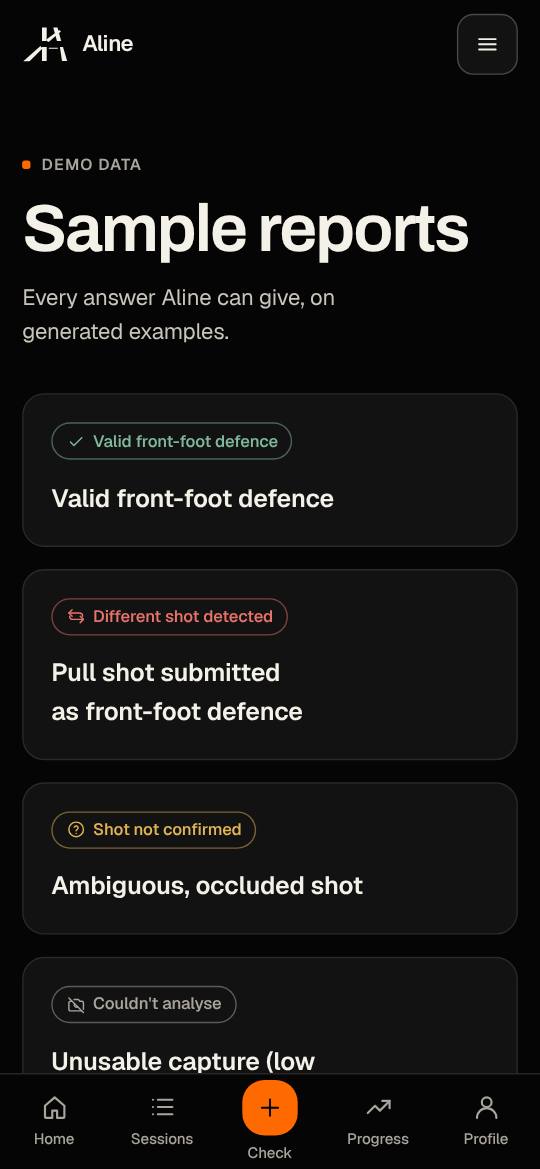 Aline
DEMO DATA
Sample reports
Every answer Aline can give, on
generated examples.
Valid front-foot defence
Valid front-foot defence
Different shot detected
Pull shot submitted
as front-foot defence
Shot not confirmed
Ambiguous, occluded shot
Couldn't analyse
Unusable capture (low
Home
Sessions
Check
Progress
Profile